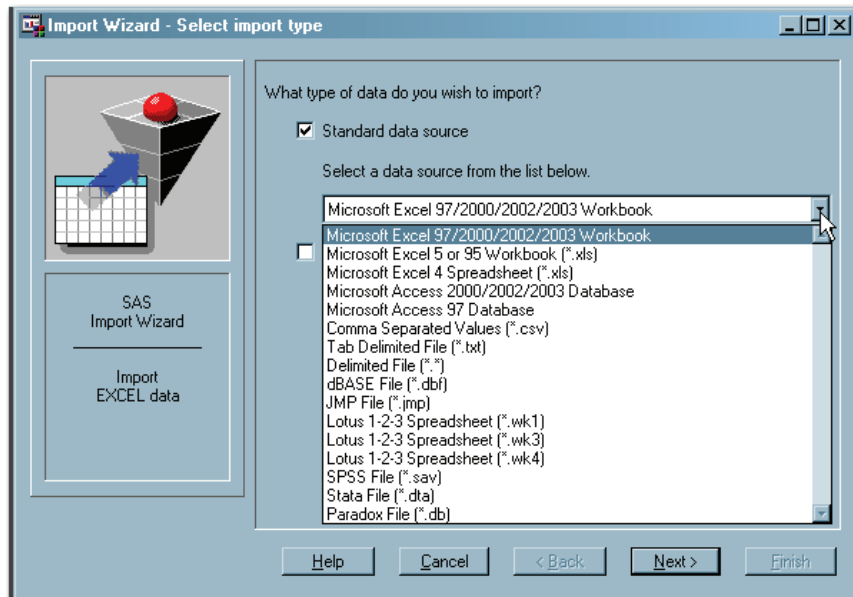 Import Wizard - Select import type
What type of data do you wish to import?
Standard data source
Select a data source from the list below.
Microsoft Excel 97/2000/2002/2003 Workbook
Microsoft Excel 97/2000/2002/2003 Workbook
Microsoft Excel 5 or 95 Workbook (*.xls)
Microsoft Excel 4 Spreadsheet (*.xls)
Microsoft Access 2000/2002/2003 Database
Microsoft Access 97 Database
Comma Separated Values (*.csv)
Tab Delimited File (*.txt)
Delimited File (*.*)
dBASE File (*.dbf)
JMP File (*.jmp)
Lotus 1-2-3 Spreadsheet (*.wk1)
Lotus 1-2-3 Spreadsheet (*.wk3)
Lotus 1-2-3 Spreadsheet (*.wk4)
SPSS File (*.sav)
Stata File (*.dta)
Paradox File (*.db)
SAS
Import Wizard
Import
EXCEL data
Help Cancel < Back Next > Finish